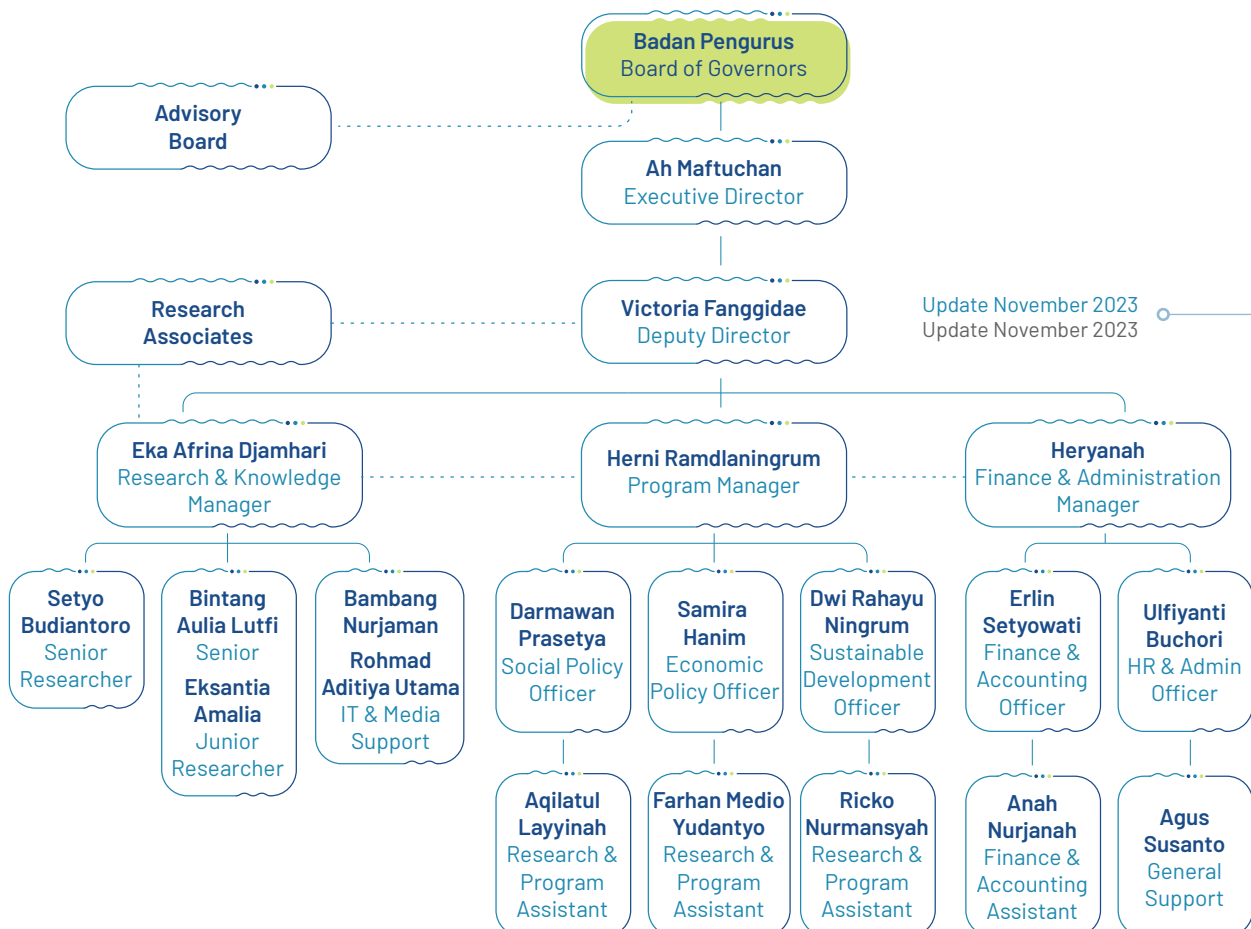 Badan Pengurus
Board of Governors
Advisory
Board
Ah Maftuchan
Executive Director
Research
Associates
Victoria Fanggidae
Deputy Director
Update November 2023
Update November 2023
Eka Afrina Djamhari
Research & Knowledge
Manager
Herni Ramdlaningrum
Program Manager
Heryanah
Finance & Administration
Manager
Setyo
Budiantoro
Senior
Researcher
Bintang
Aulia Lutfi
Senior
Eksantia
Amalia
Junior
Researcher
Bambang
Nurjaman
Rohmad
Aditiya Utama
IT & Media
Support
Darmawan
Prasetya
Social Policy
Officer
Samira
Hanim
Economic
Policy Officer
Dwi Rahayu
Ningrum
Sustainable
Development
Officer
Erlin
Setyowati
Finance &
Accounting
Officer
Ulfiyanti
Buchori
HR & Admin
Officer
Aqilatul
Layyinah
Research &
Program
Assistant
Farhan Medio
Yudantyo
Research &
Program
Assistant
Ricko
Nurmansyah
Research &
Program
Assistant
Anah
Nurjanah
Finance &
Accounting
Assistant
Agus
Susanto
General
Support